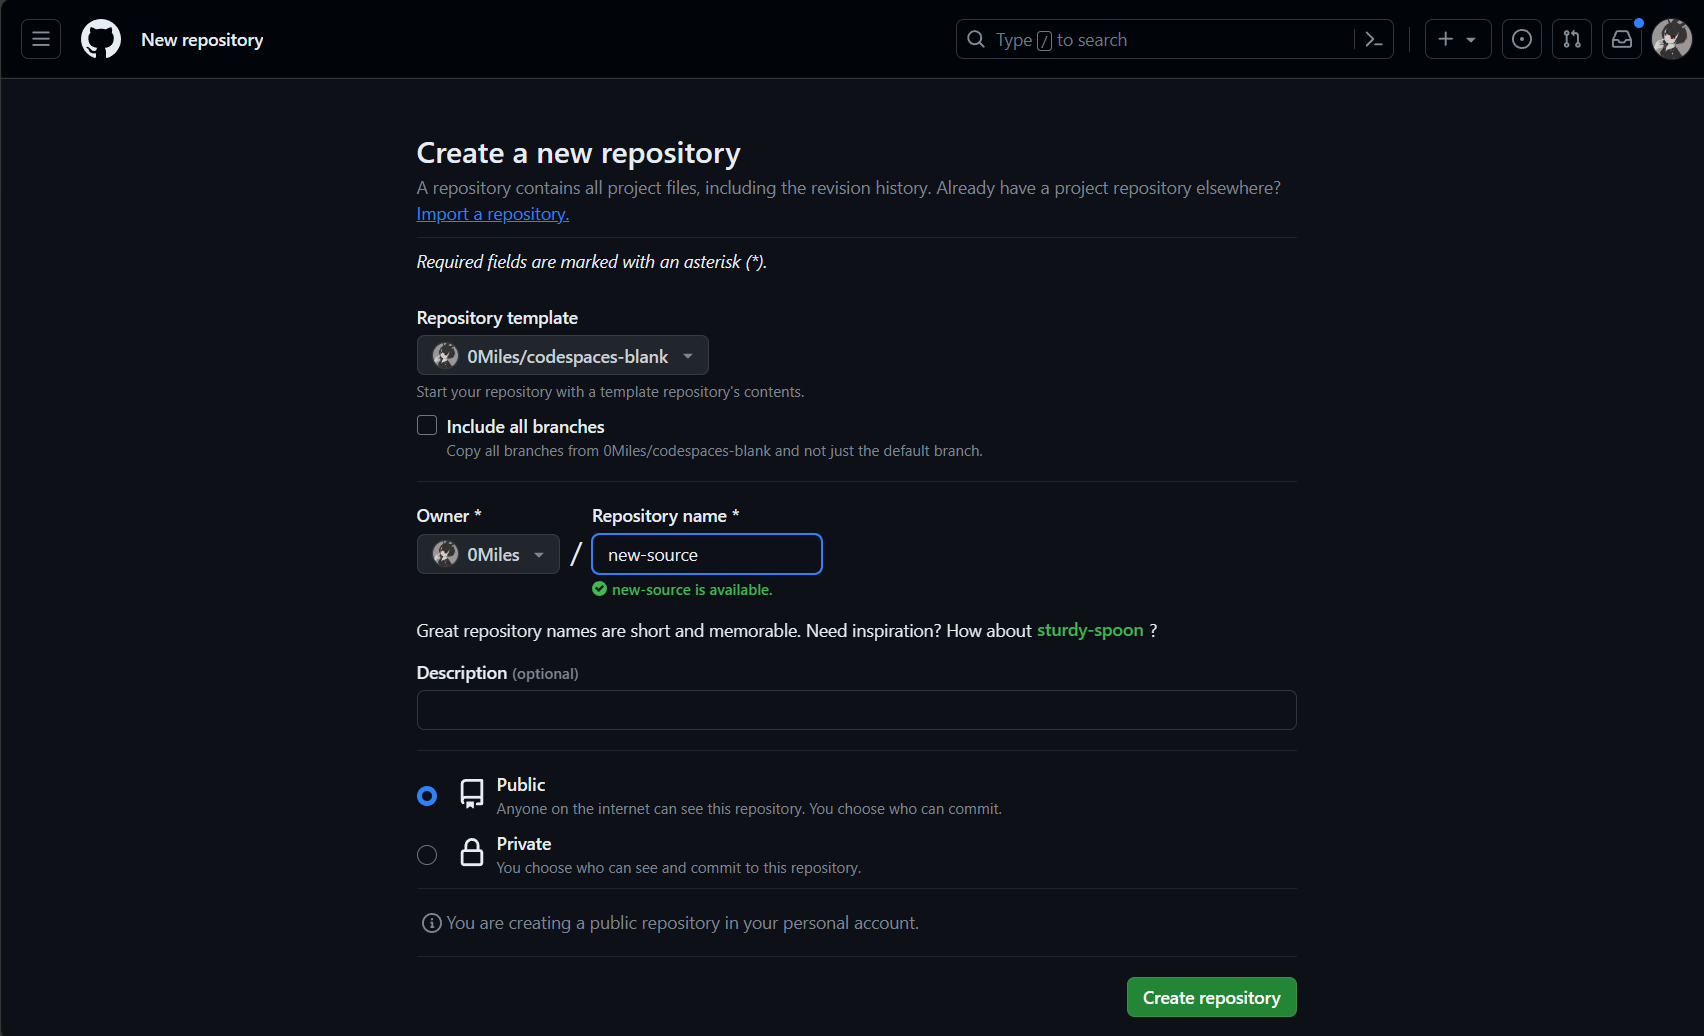 New repository
Type / to search
Create a new repository
A repository contains all project files, including the revision history. Already have a project repository elsewhere?
Import a repository.
Required fields are marked with an asterisk (*).
Repository template
0Miles/codespaces-blank
Start your repository with a template repository's contents.
Include all branches
Copy all branches from 0Miles/codespaces-blank and not just the default branch.
Owner * Repository name *
0Miles / new-source
new-source is available.
Great repository names are short and memorable. Need inspiration? How about sturdy-spoon ?
Description (optional)
Public
Anyone on the internet can see this repository. You choose who can commit.
Private
You choose who can see and commit to this repository.
You are creating a public repository in your personal account.
Create repository